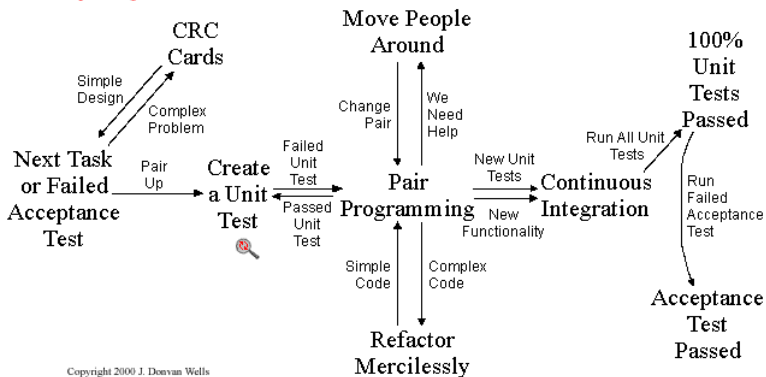 CRC
Cards
Simple
Design
Complex
Problem
Next Task
or Failed
Acceptance
Test
Pair
Up
Create
a Unit
Test
Failed
Unit
Test
Passed
Unit
Test
Move People
Around
Change
Pair
We
Need
Help
Pair
Programming
Simple
Code
Complex
Code
Refactor
Mercilessly
New Unit
Tests
New
Functionality
Continuous
Integration
Run All Unit
Tests
100%
Unit
Tests
Passed
Run
Failed
Acceptance
Test
Acceptance
Test
Passed
Copyright 2000 J. Donvan Wells